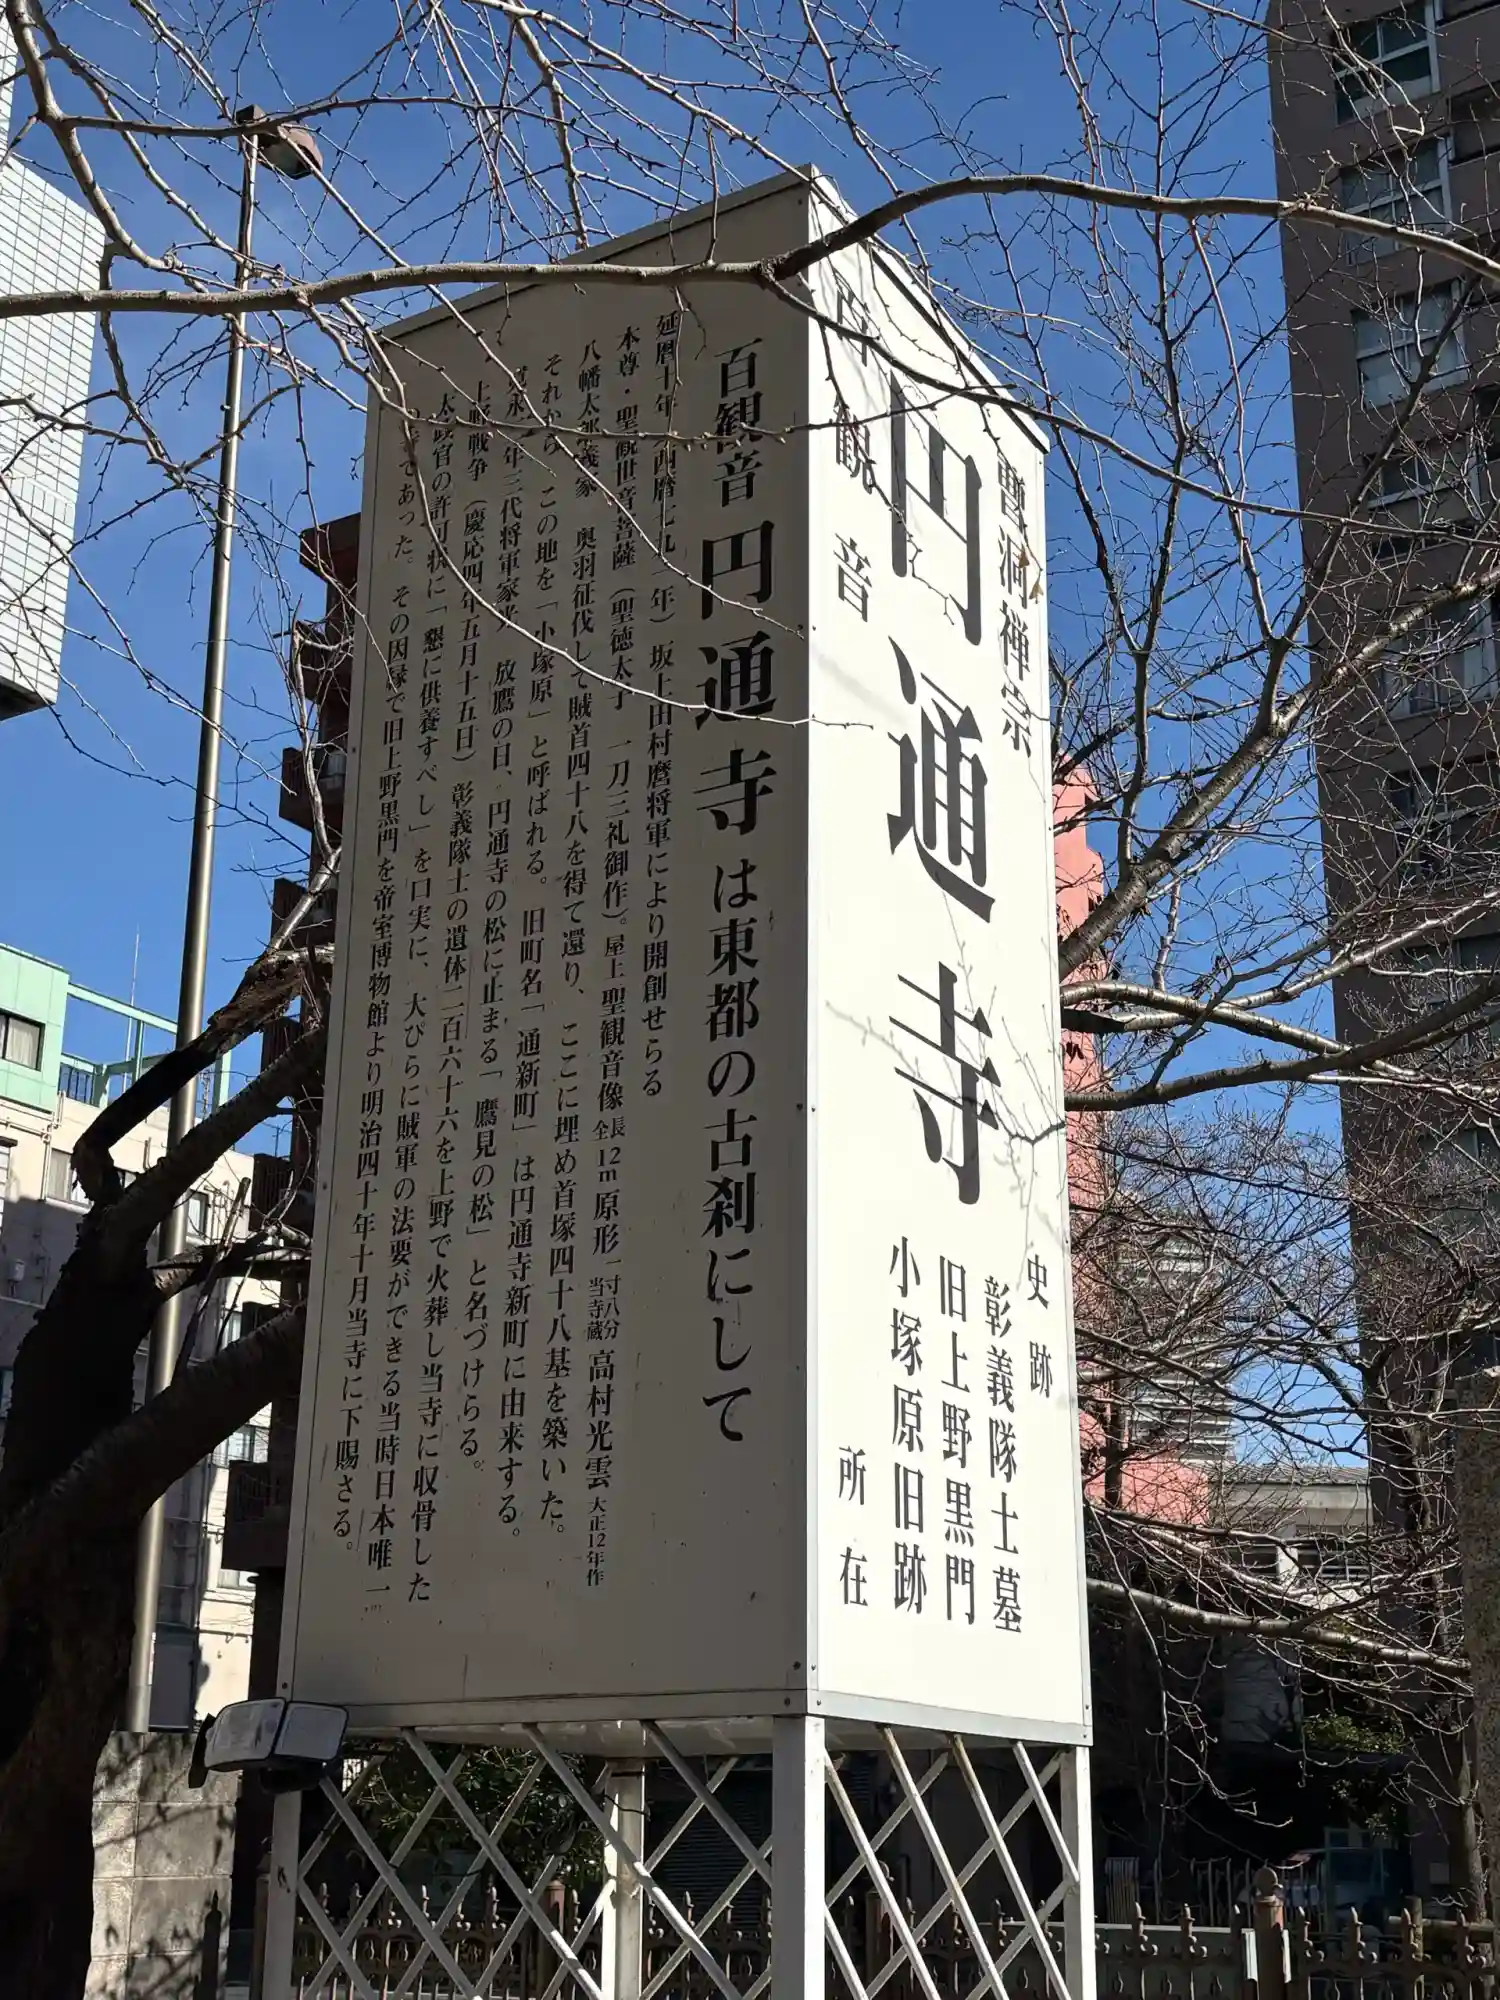 百観音 円通寺は東都の古刹にして
延暦十年（西暦七九一年）坂上田村麿将軍により開創せらる
本尊・聖観世音菩薩（聖徳太子 一刀三礼御作）。屋上聖観音像 全長12m 原形 一寸八分 当寺蔵 高村光雲 大正12年作
八幡太郎義家 奥羽征伐して賊首四十八を得て還り、ここに埋め首塚四十八基を築いた。
それから この地を「小塚原」と呼ばれる。旧町名「通新町」は円通寺新町に由来する。
寛永 年三代将軍家光 放鷹の日、円通寺の松に止まる「鷹見の松」と名づけらる。
上野戦争（慶応四年五月十五日）彰義隊士の遺体二百六十六を上野で火葬し当寺に収骨した
太政官の許可状に「懇に供養すべし」を口実に、大ぴらに賊軍の法要ができる当時日本唯一
の寺であった。その因縁で旧上野黒門を帝室博物館より明治四十年十月当寺に下賜さる。
曹洞禅宗
円通寺
百観音
史跡
彰義隊士墓
旧上野黒門
小塚原旧跡
所在